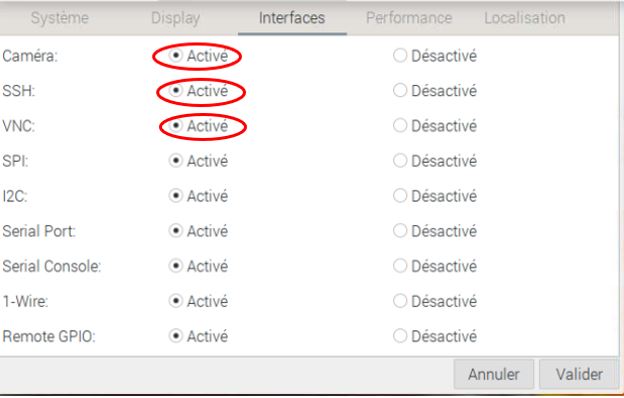 Système Display Interfaces Performance Localisation
Caméra: Activé Désactivé
SSH: Activé Désactivé
VNC: Activé Désactivé
SPI: Activé Désactivé
I2C: Activé Désactivé
Serial Port: Activé Désactivé
Serial Console: Activé Désactivé
1-Wire: Activé Désactivé
Remote GPIO: Activé Désactivé
Annuler Valider